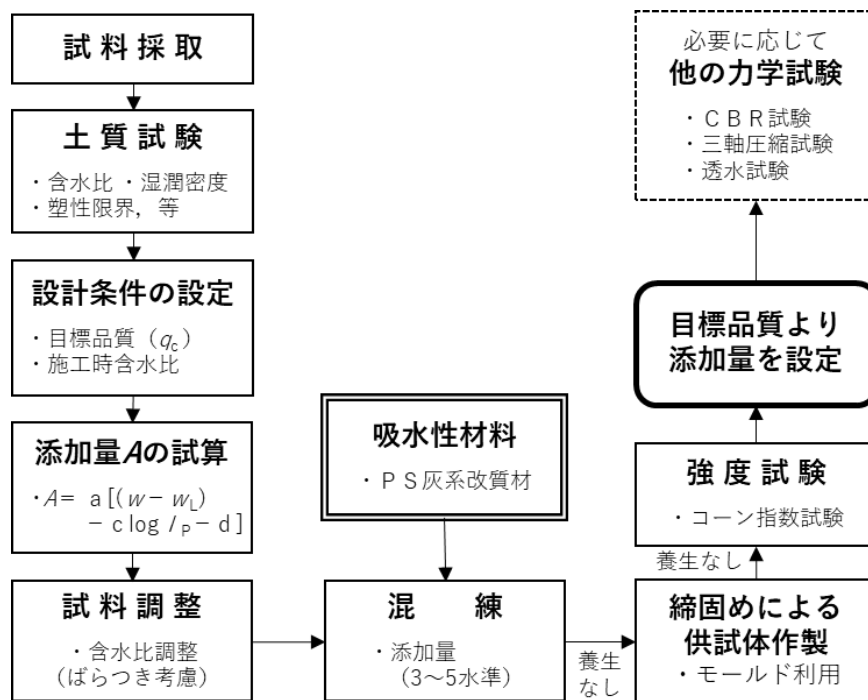 試料採取
土質試験
・含水比 ・湿潤密度
・塑性限界，等
設計条件の設定
・目標品質（qc）
・施工時含水比
添加量Aの試算
・A= a[(w－wL)
－c log IP－d]
試料調整
・含水比調整
（ばらつき考慮）
吸水性材料
・ＰＳ灰系改質材
混　練
・添加量
（3～5水準）
養生
なし
締固めによる
供試体作製
・モールド利用
養生なし
強度試験
・コーン指数試験
目標品質より
添加量を設定
必要に応じて
他の力学試験
・ＣＢＲ試験
・三軸圧縮試験
・透水試験